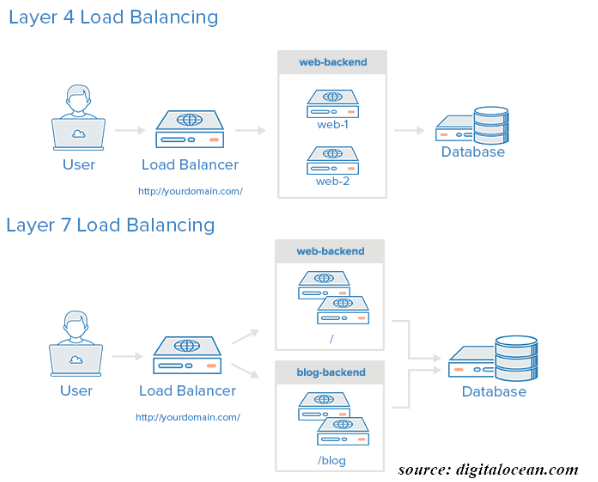 Layer 4 Load Balancing
web-backend
web-1
web-2
User
Load Balancer
http://yourdomain.com/
Database
Layer 7 Load Balancing
web-backend
/
blog-backend
/blog
User
Load Balancer
http://yourdomain.com/
Database
source: digitalocean.com